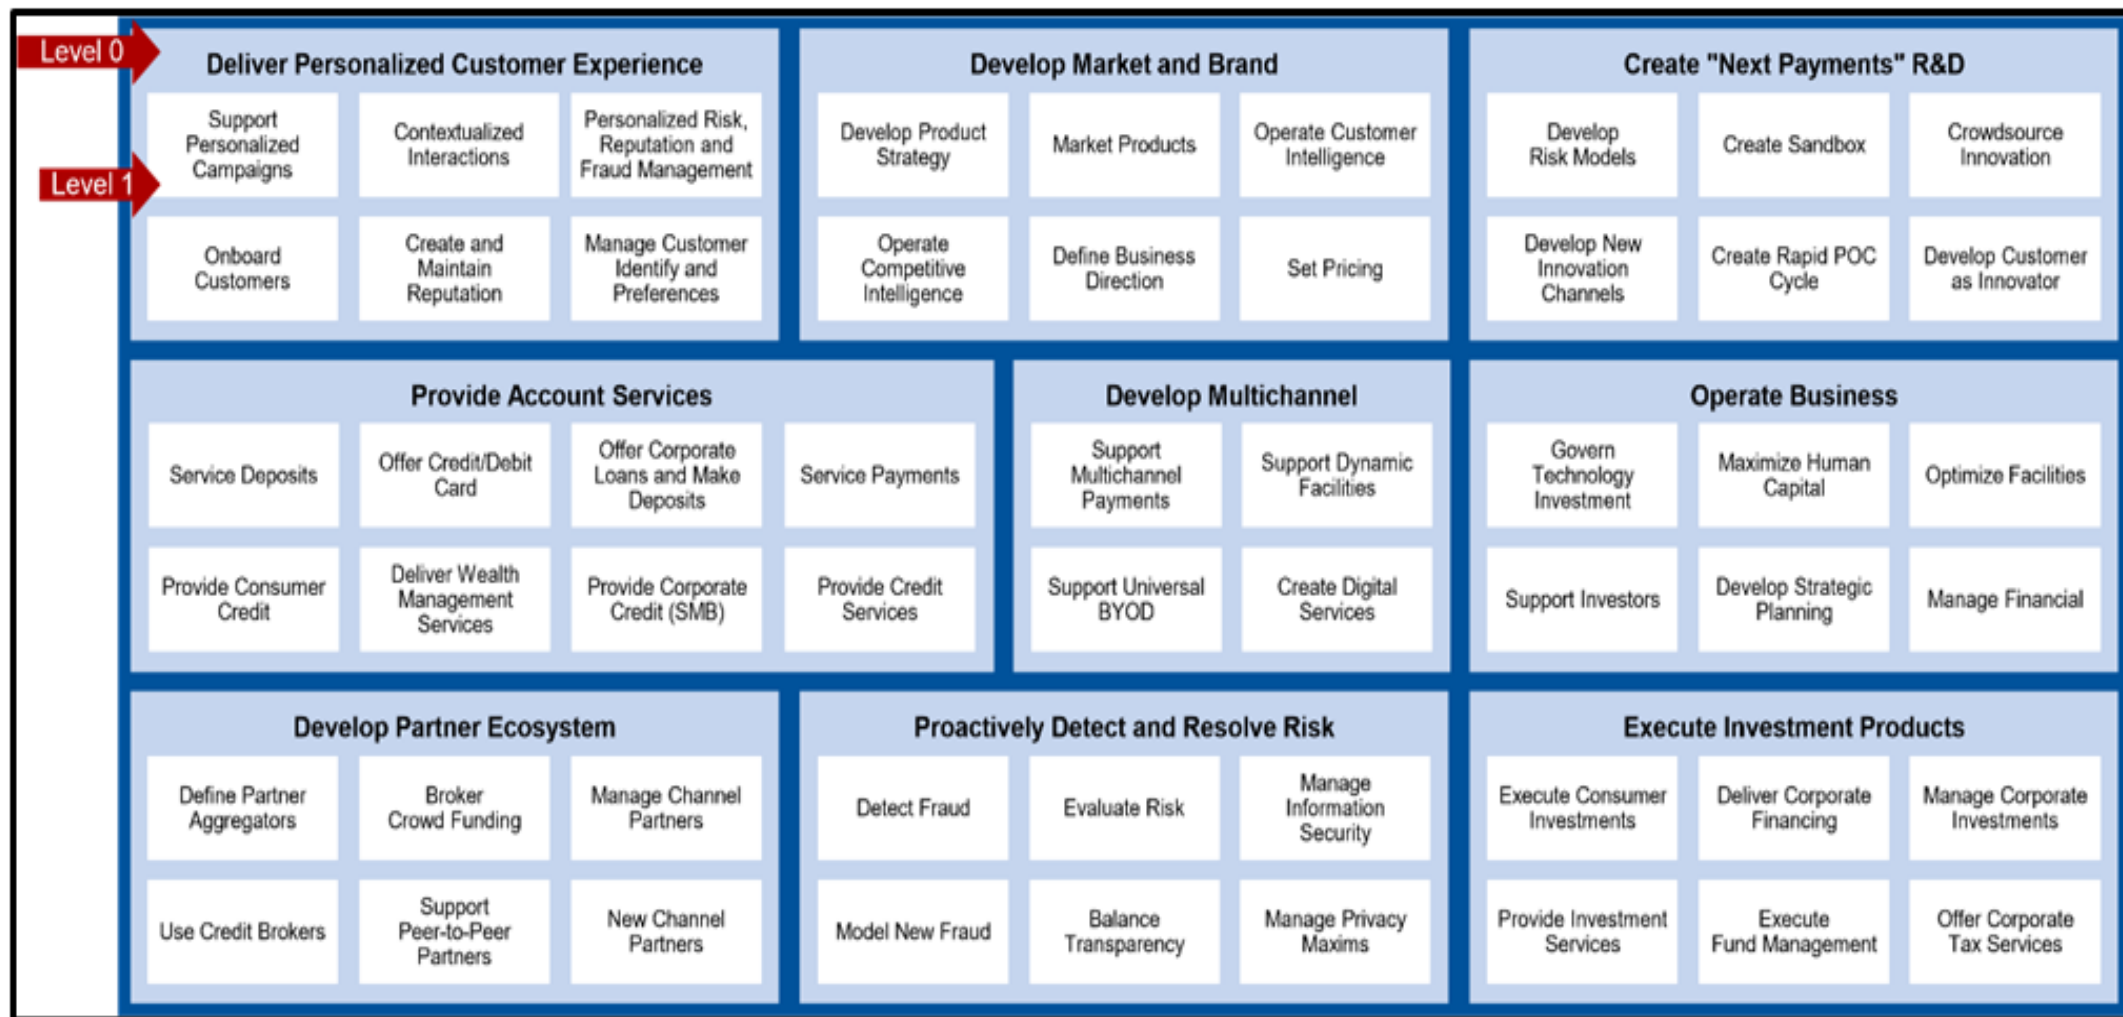 Level 0
Deliver Personalized Customer Experience
Support
Personalized
Campaigns
Contextualized
Interactions
Personalized Risk,
Reputation and
Fraud Management
Level 1
Onboard
Customers
Create and
Maintain
Reputation
Manage Customer
Identify and
Preferences
Develop Market and Brand
Develop Product
Strategy
Market Products
Operate Customer
Intelligence
Operate
Competitive
Intelligence
Define Business
Direction
Set Pricing
Create "Next Payments" R&D
Develop
Risk Models
Create Sandbox
Crowdsource
Innovation
Develop New
Innovation
Channels
Create Rapid POC
Cycle
Develop Customer
as Innovator
Provide Account Services
Service Deposits
Offer Credit/Debit
Card
Offer Corporate
Loans and Make
Deposits
Service Payments
Provide Consumer
Credit
Deliver Wealth
Management
Services
Provide Corporate
Credit (SMB)
Provide Credit
Services
Develop Multichannel
Support
Multichannel
Payments
Support Dynamic
Facilities
Support Universal
BYOD
Create Digital
Services
Operate Business
Govern
Technology
Investment
Maximize Human
Capital
Optimize Facilities
Support Investors
Develop Strategic
Planning
Manage Financial
Develop Partner Ecosystem
Define Partner
Aggregators
Broker
Crowd Funding
Manage Channel
Partners
Use Credit Brokers
Support
Peer-to-Peer
Partners
New Channel
Partners
Proactively Detect and Resolve Risk
Detect Fraud
Evaluate Risk
Manage
Information
Security
Model New Fraud
Balance
Transparency
Manage Privacy
Maxims
Execute Investment Products
Execute Consumer
Investments
Deliver Corporate
Financing
Manage Corporate
Investments
Provide Investment
Services
Execute
Fund Management
Offer Corporate
Tax Services